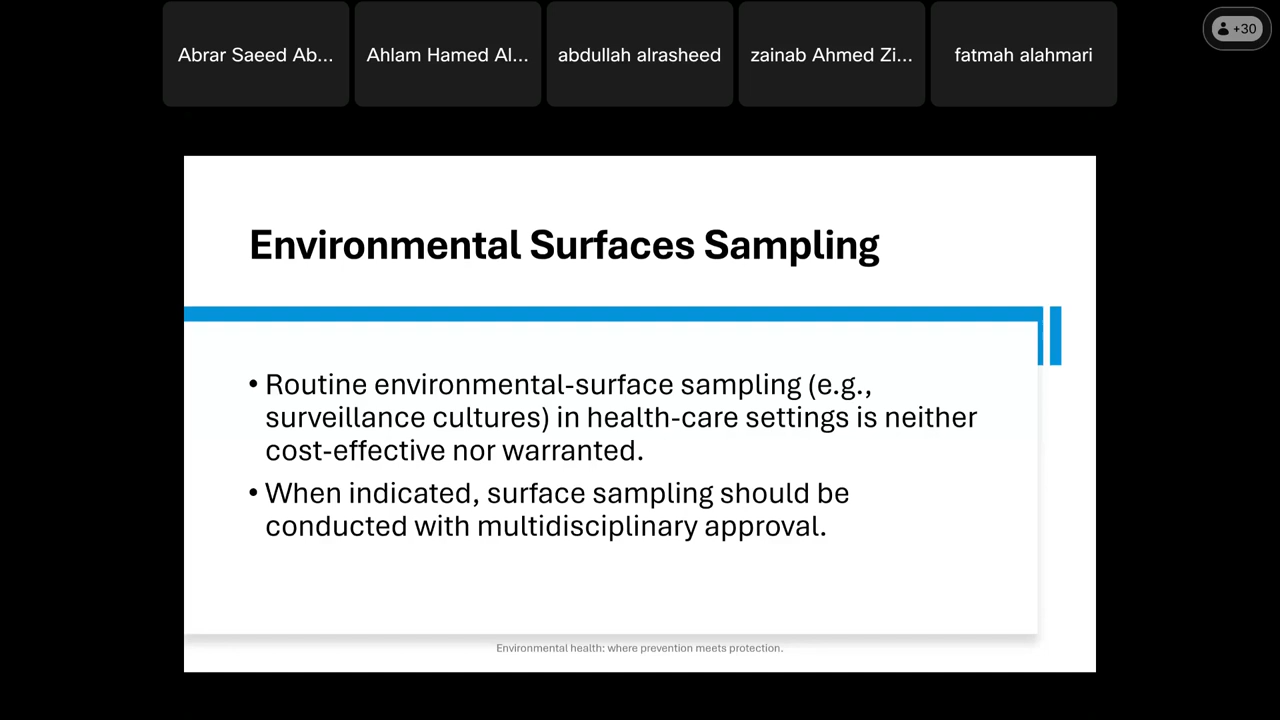 Abrar Saeed Ab...
Ahlam Hamed Al...
abdullah alrasheed
zainab Ahmed Zi...
fatmah alahmari
+30
Environmental Surfaces Sampling
• Routine environmental-surface sampling (e.g.,
surveillance cultures) in health-care settings is neither
cost-effective nor warranted.
• When indicated, surface sampling should be
conducted with multidisciplinary approval.
Environmental health: where prevention meets protection.